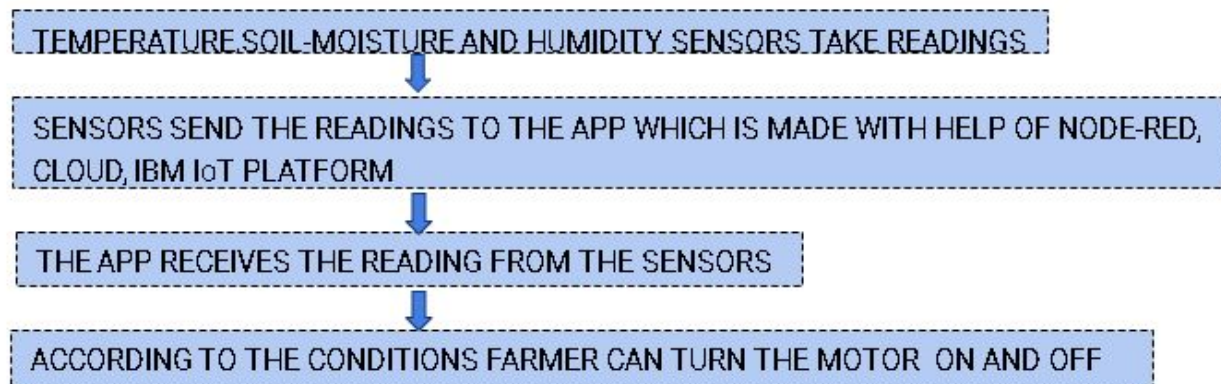 TEMPERATURE.SOIL-MOISTURE AND HUMIDITY SENSORS TAKE READINGS
SENSORS SEND THE READINGS TO THE APP WHICH IS MADE WITH HELP OF NODE-RED,
CLOUD, IBM IoT PLATFORM
THE APP RECEIVES THE READING FROM THE SENSORS
ACCORDING TO THE CONDITIONS FARMER CAN TURN THE MOTOR ON AND OFF